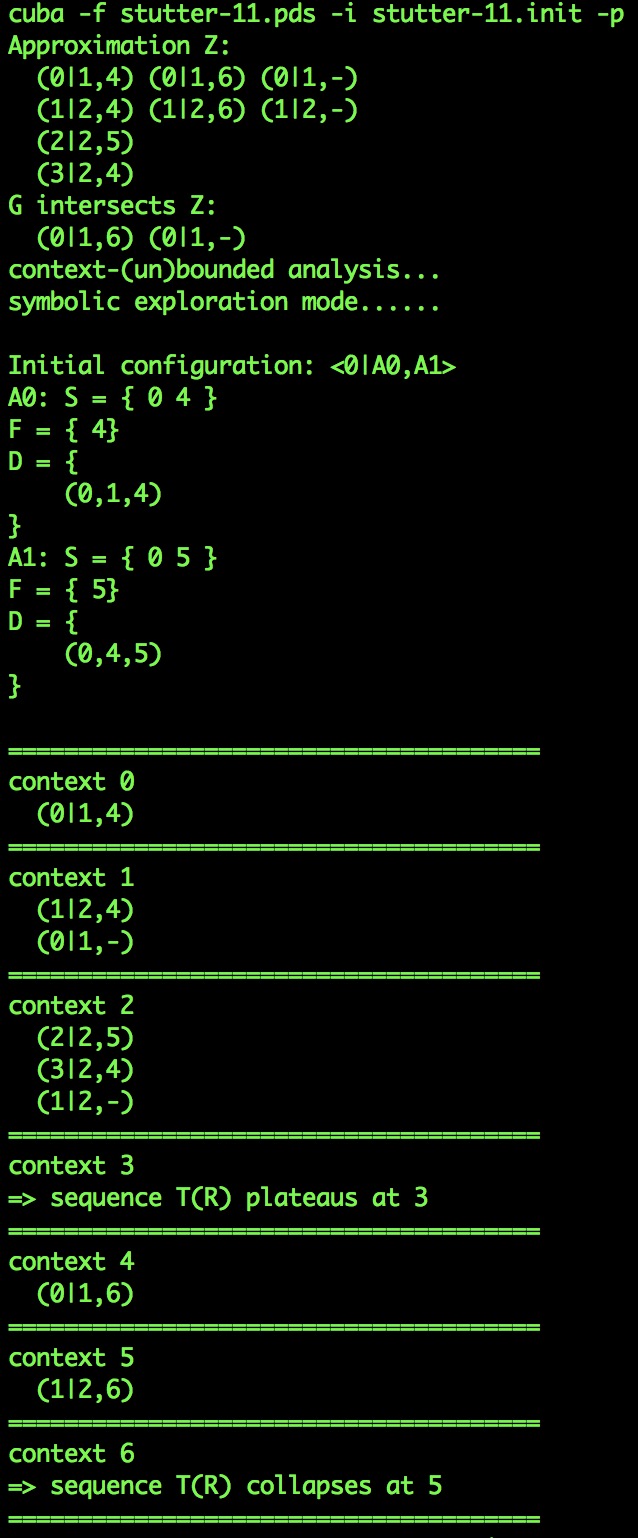 cuba -f stutter-11.pds -i stutter-11.init -p
Approximation Z:
(0|1,4) (0|1,6) (0|1,-)
(1|2,4) (1|2,6) (1|2,-)
(2|2,5)
(3|2,4)
G intersects Z:
(0|1,6) (0|1,-)
context-(un)bounded analysis...
symbolic exploration mode......
Initial configuration: <0|A0,A1>
A0: S = { 0 4 }
F = { 4}
D = {
(0,1,4)
}
A1: S = { 0 5 }
F = { 5}
D = {
(0,4,5)
}
======================================
context 0
(0|1,4)
======================================
context 1
(1|2,4)
(0|1,-)
======================================
context 2
(2|2,5)
(3|2,4)
(1|2,-)
======================================
context 3
=> sequence T(R) plateaus at 3
======================================
context 4
(0|1,6)
======================================
context 5
(1|2,6)
======================================
context 6
=> sequence T(R) collapses at 5
======================================